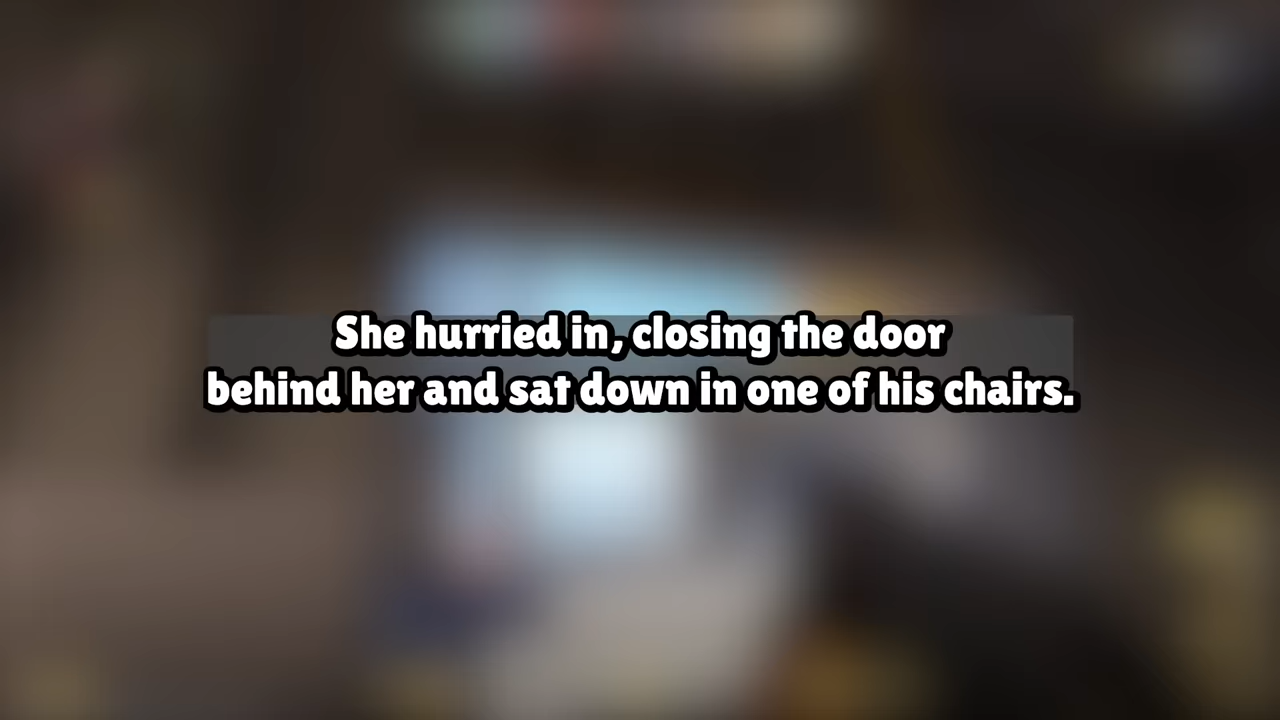 She hurried in, closing the door
behind her and sat down in one of his chairs.